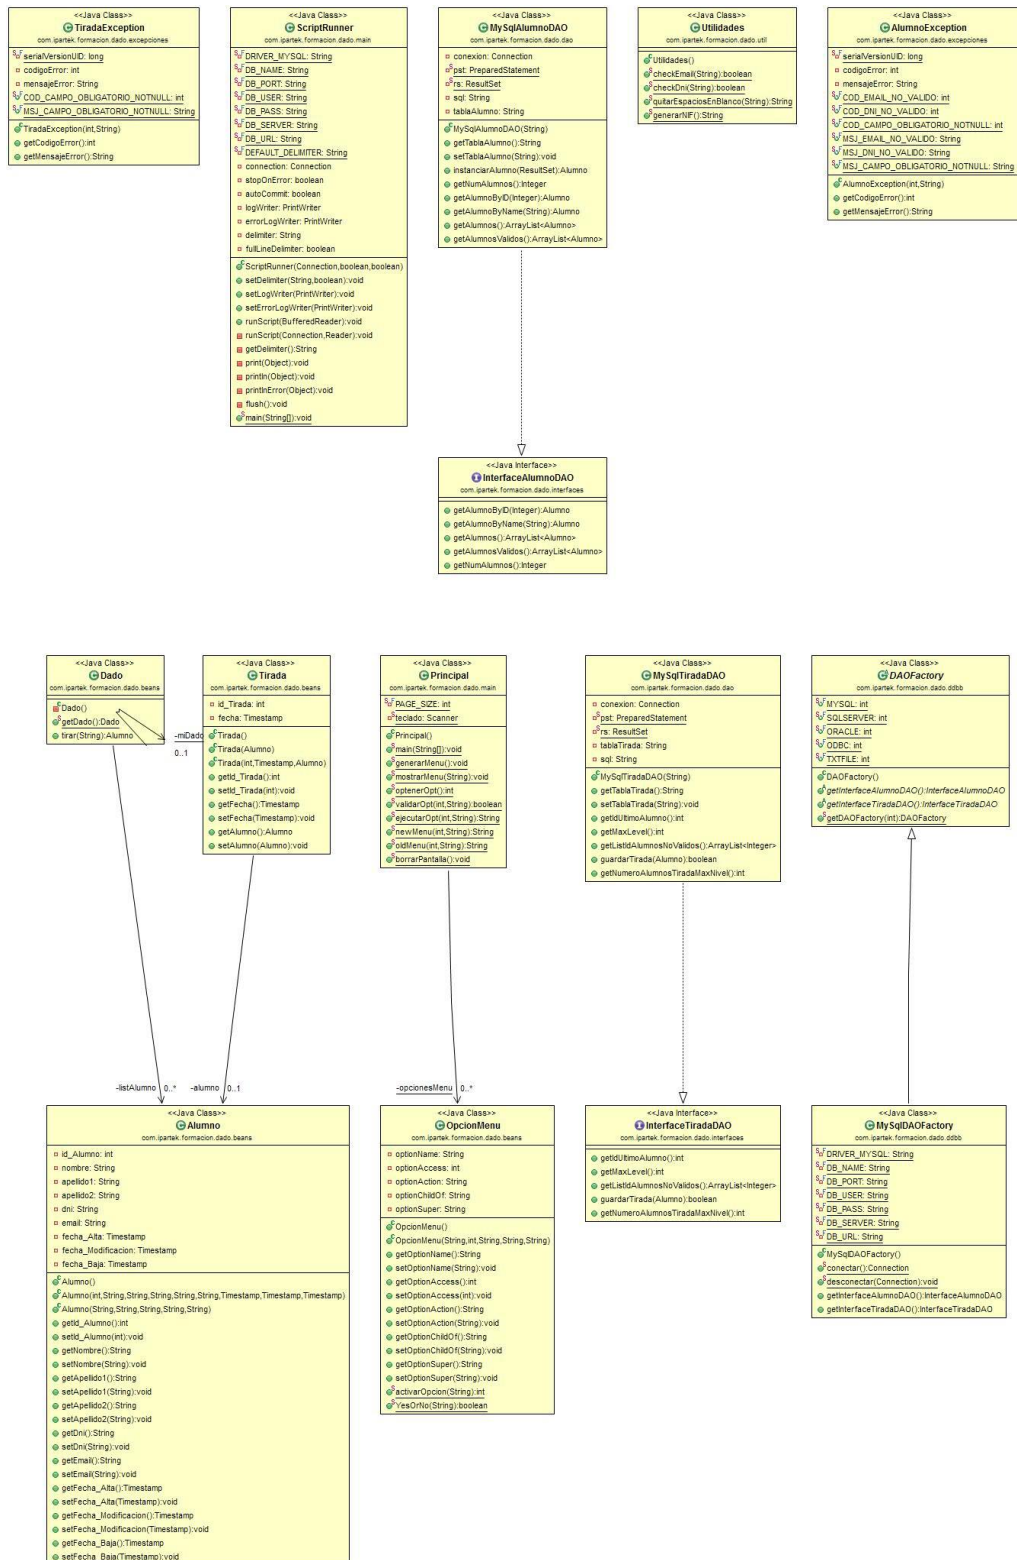 <<Java Class>>
TiradaException
com.ipartek.formacion.dado.excepciones
serialVersionUID: long
codigoError: int
mensajeError: String
COD_CAMPO_OBLIGATORIO_NOTNULL: int
MSJ_CAMPO_OBLIGATORIO_NOTNULL: String
TiradaException(int,String)
getCodigoError():int
getMensajeError():String
<<Java Class>>
ScriptRunner
com.ipartek.formacion.dado.main
DRIVER_MYSQL: String
DB_NAME: String
DB_PORT: String
DB_USER: String
DB_PASS: String
DB_SERVER: String
DB_URL: String
DEFAULT_DELIMITER: String
connection: Connection
stopOnError: boolean
autoCommit: boolean
logWriter: PrintWriter
errorLogWriter: PrintWriter
delimiter: String
fullLineDelimiter: boolean
ScriptRunner(Connection,boolean,boolean)
setDelimiter(String,boolean):void
setLogWriter(PrintWriter):void
setErrorLogWriter(PrintWriter):void
runScript(BufferedReader):void
runScript(Connection,Reader):void
getDelimiter():String
print(Object):void
println(Object):void
printlnError(Object):void
flush():void
main(String[]):void
<<Java Class>>
MySqlAlumnoDAO
com.ipartek.formacion.dado.dao
conexion: Connection
pst: PreparedStatement
rs: ResultSet
sql: String
tablaAlumno: String
MySqlAlumnoDAO(String)
getTablaAlumno():String
setTablaAlumno(String):void
instanciarAlumno(ResultSet):Alumno
getNumAlumnos():Integer
getAlumnoByID(Integer):Alumno
getAlumnoByName(String):Alumno
getAlumnos():ArrayList<Alumno>
getAlumnosValidos():ArrayList<Alumno>
<<Java Class>>
Utilidades
com.ipartek.formacion.dado.util
Utilidades()
checkEmail(String):boolean
checkDni(String):boolean
quitarEspaciosEnBlanco(String):String
generarNIF():String
<<Java Class>>
AlumnoException
com.ipartek.formacion.dado.excepciones
serialVersionUID: long
codigoError: int
mensajeError: String
COD_EMAIL_NO_VALIDO: int
COD_DNI_NO_VALIDO: int
COD_CAMPO_OBLIGATORIO_NOTNULL: int
MSJ_EMAIL_NO_VALIDO: String
MSJ_DNI_NO_VALIDO: String
MSJ_CAMPO_OBLIGATORIO_NOTNULL: String
AlumnoException(int,String)
getCodigoError():int
getMensajeError():String
<<Java Interface>>
InterfaceAlumnoDAO
com.ipartek.formacion.dado.interfaces
getAlumnoByID(Integer):Alumno
getAlumnoByName(String):Alumno
getAlumnos():ArrayList<Alumno>
getAlumnosValidos():ArrayList<Alumno>
getNumAlumnos():Integer
<<Java Class>>
Dado
com.ipartek.formacion.dado.beans
Dado()
getDado():Dado
tirar(String):Alumno
-miDado
0..1
<<Java Class>>
Tirada
com.ipartek.formacion.dado.beans
id_Tirada: int
fecha: Timestamp
Tirada()
Tirada(Alumno)
Tirada(int,Timestamp,Alumno)
getId_Tirada():int
setId_Tirada(int):void
getFecha():Timestamp
setFecha(Timestamp):void
getAlumno():Alumno
setAlumno(Alumno):void
<<Java Class>>
Principal
com.ipartek.formacion.dado.main
PAGE_SIZE: int
teclado: Scanner
Principal()
main(String[]):void
generarMenu():void
mostrarMenu(String):void
optenerOpt():int
validarOpt(int,String):boolean
ejecutarOpt(int,String):String
newMenu(int,String):String
oldMenu(int,String):String
borrarPantalla():void
<<Java Class>>
MySqlTiradaDAO
com.ipartek.formacion.dado.dao
conexion: Connection
pst: PreparedStatement
rs: ResultSet
tablaTirada: String
sql: String
MySqlTiradaDAO(String)
getTablaTirada():String
setTablaTirada(String):void
getIdUltimoAlumno():int
getMaxLevel():int
getListIdAlumnosNoValidos():ArrayList<Integer>
guardarTirada(Alumno):boolean
getNumeroAlumnosTiradaMaxNivel():int
<<Java Class>>
DAOFactory
com.ipartek.formacion.dado.ddbb
MYSQL: int
SQLSERVER: int
ORACLE: int
ODBC: int
TXTFILE: int
DAOFactory()
getInterfaceAlumnoDAO():InterfaceAlumnoDAO
getInterfaceTiradaDAO():InterfaceTiradaDAO
getDAOFactory(int):DAOFactory
-listAlumno 0..*
-alumno 0..1
-opcionesMenu 0..*
<<Java Class>>
Alumno
com.ipartek.formacion.dado.beans
id_Alumno: int
nombre: String
apellido1: String
apellido2: String
dni: String
email: String
fecha_Alta: Timestamp
fecha_Modificacion: Timestamp
fecha_Baja: Timestamp
Alumno()
Alumno(int,String,String,String,String,String,Timestamp,Timestamp,Timestamp)
Alumno(String,String,String,String,String)
getId_Alumno():int
setId_Alumno(int):void
getNombre():String
setNombre(String):void
getApellido1():String
setApellido1(String):void
getApellido2():String
setApellido2(String):void
getDni():String
setDni(String):void
getEmail():String
setEmail(String):void
getFecha_Alta():Timestamp
setFecha_Alta(Timestamp):void
getFecha_Modificacion():Timestamp
setFecha_Modificacion(Timestamp):void
getFecha_Baja():Timestamp
setFecha_Baja(Timestamp):void
<<Java Class>>
OpcionMenu
com.ipartek.formacion.dado.beans
optionName: String
optionAccess: int
optionAction: String
optionChildOf: String
optionSuper: String
OpcionMenu()
OpcionMenu(String,int,String,String,String)
getOptionName():String
setOptionName(String):void
getOptionAccess():int
setOptionAccess(int):void
getOptionAction():String
setOptionAction(String):void
getOptionChildOf():String
setOptionChildOf(String):void
getOptionSuper():String
setOptionSuper(String):void
activarOpcion(String):int
YesOrNo(String):boolean
<<Java Interface>>
InterfaceTiradaDAO
com.ipartek.formacion.dado.interfaces
getIdUltimoAlumno():int
getMaxLevel():int
getListIdAlumnosNoValidos():ArrayList<Integer>
guardarTirada(Alumno):boolean
getNumeroAlumnosTiradaMaxNivel():int
<<Java Class>>
MySqlDAOFactory
com.ipartek.formacion.dado.ddbb
DRIVER_MYSQL: String
DB_NAME: String
DB_PORT: String
DB_USER: String
DB_PASS: String
DB_SERVER: String
DB_URL: String
MySqlDAOFactory()
conectar():Connection
desconectar(Connection):void
getInterfaceAlumnoDAO():InterfaceAlumnoDAO
getInterfaceTiradaDAO():InterfaceTiradaDAO